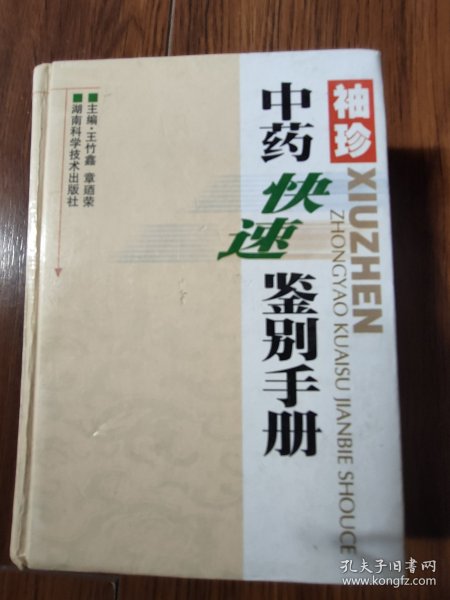 袖珍
中药
快速
鉴别手册
XIUZHEN
ZHONGYAO KUAISU JIANBIE SHOUCE
■主编·王竹鑫 章逎荣
■湖南科学技术出版社
孔夫子旧书网
www.kongfz.com